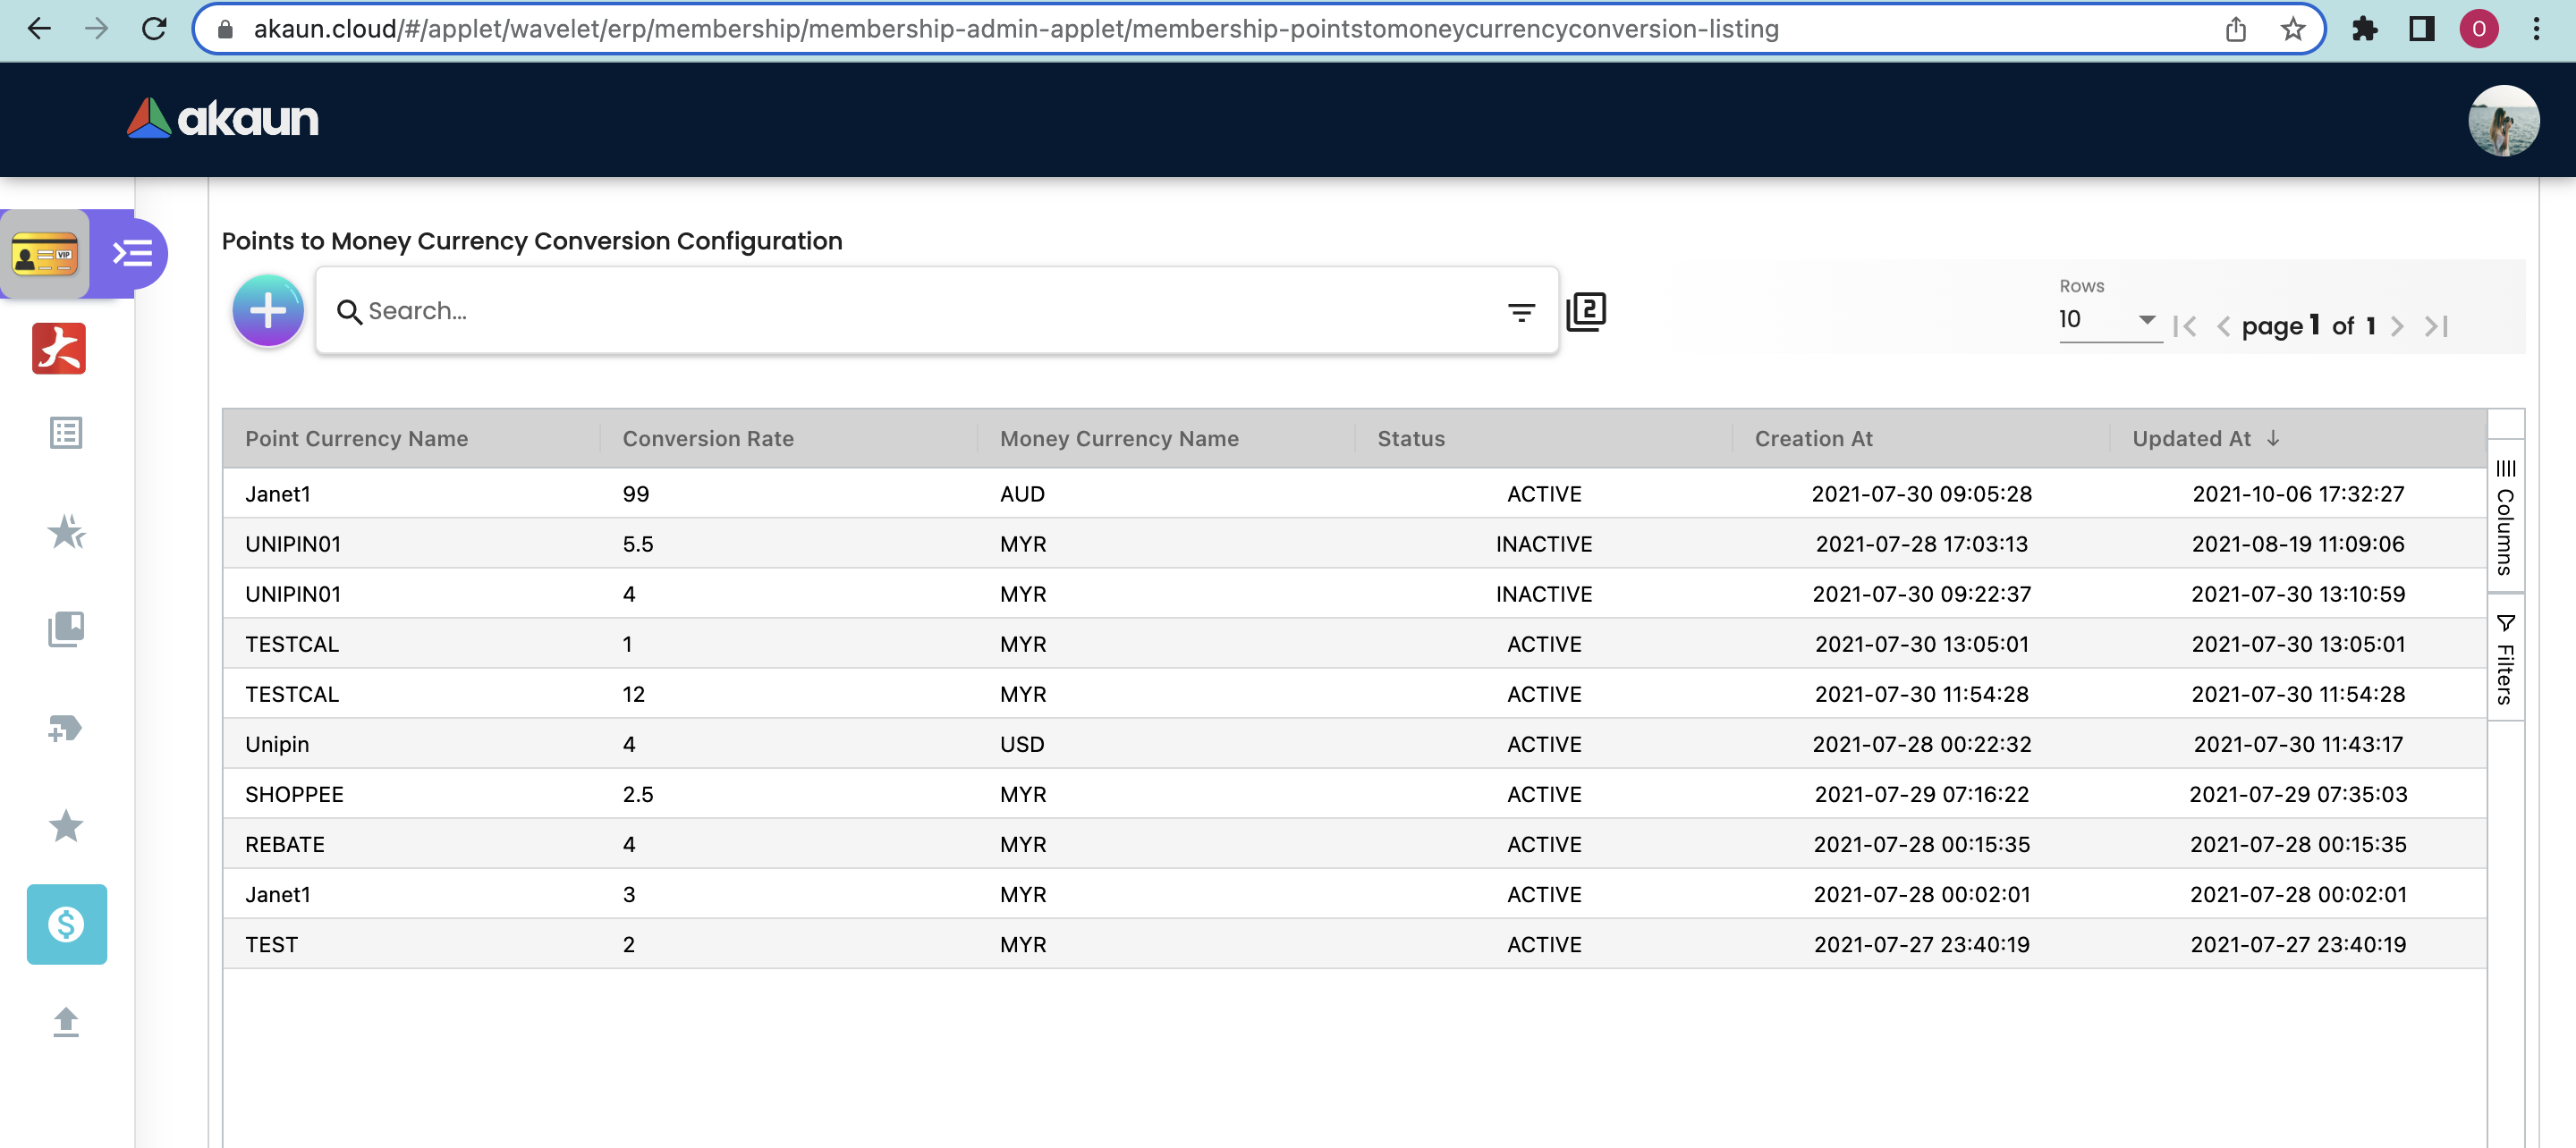 akaun.cloud/#/applet/wavelet/erp/membership/membership-admin-applet/membership-pointstomoneycurrencyconversion-listing
O
akaun
VIP
Points to Money Currency Conversion Configuration
Search...
2
Rows
10
page 1 of 1
Point Currency Name Conversion Rate Money Currency Name Status Creation At Updated At
Janet1 99 AUD ACTIVE 2021-07-30 09:05:28 2021-10-06 17:32:27
UNIPIN01 5.5 MYR INACTIVE 2021-07-28 17:03:13 2021-08-19 11:09:06
UNIPIN01 4 MYR INACTIVE 2021-07-30 09:22:37 2021-07-30 13:10:59
TESTCAL 1 MYR ACTIVE 2021-07-30 13:05:01 2021-07-30 13:05:01
TESTCAL 12 MYR ACTIVE 2021-07-30 11:54:28 2021-07-30 11:54:28
Unipin 4 USD ACTIVE 2021-07-28 00:22:32 2021-07-30 11:43:17
SHOPPEE 2.5 MYR ACTIVE 2021-07-29 07:16:22 2021-07-29 07:35:03
REBATE 4 MYR ACTIVE 2021-07-28 00:15:35 2021-07-28 00:15:35
Janet1 3 MYR ACTIVE 2021-07-28 00:02:01 2021-07-28 00:02:01
TEST 2 MYR ACTIVE 2021-07-27 23:40:19 2021-07-27 23:40:19
Columns
Filters